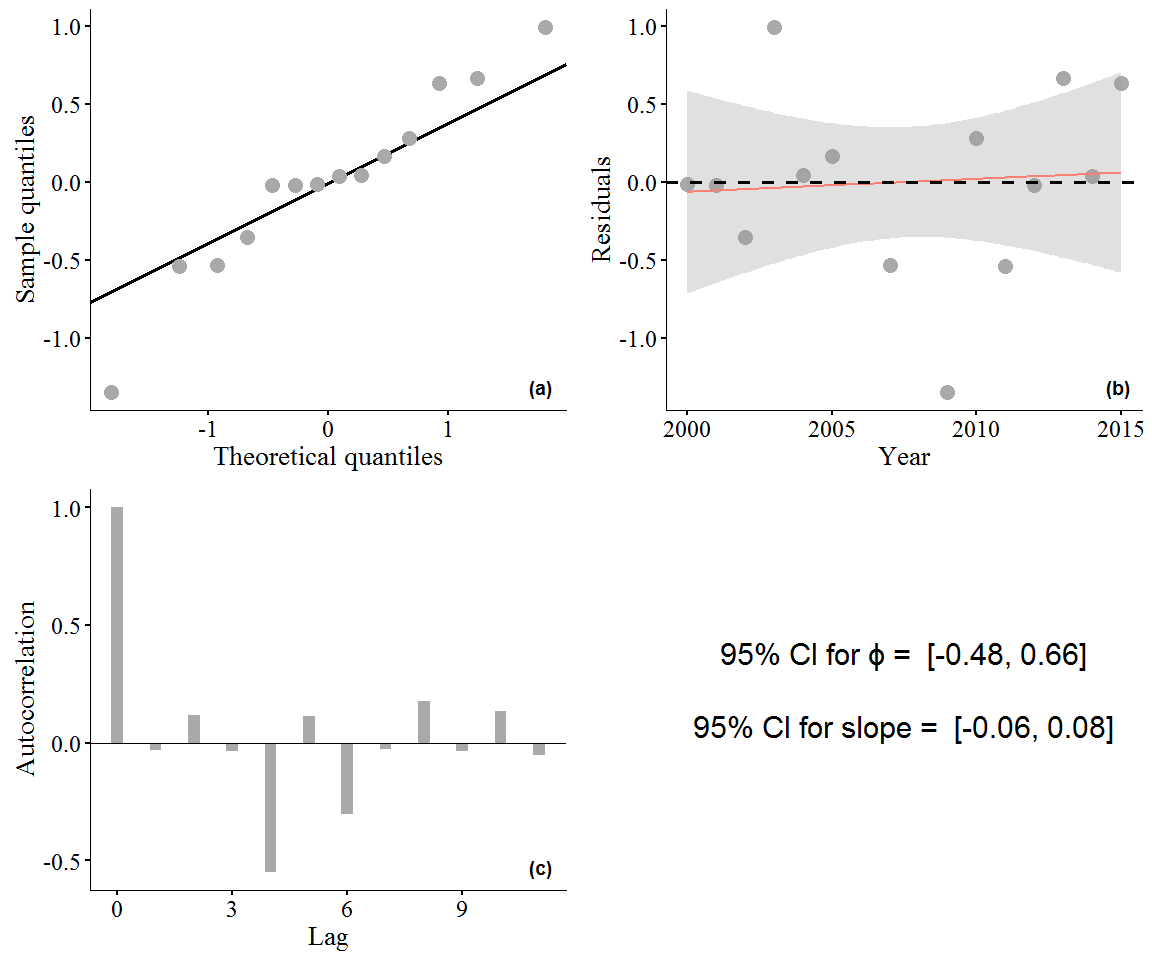 1.0
0.5
0.0
-0.5
-1.0
Sample quantiles
-1
0
1
Theoretical quantiles
(a)
1.0
0.5
0.0
-0.5
-1.0
Residuals
2000
2005
2010
2015
Year
(b)
1.0
0.5
0.0
-0.5
Autocorrelation
0
3
6
9
Lag
(c)
95% CI for ϕ = [-0.48, 0.66]
95% CI for slope = [-0.06, 0.08]